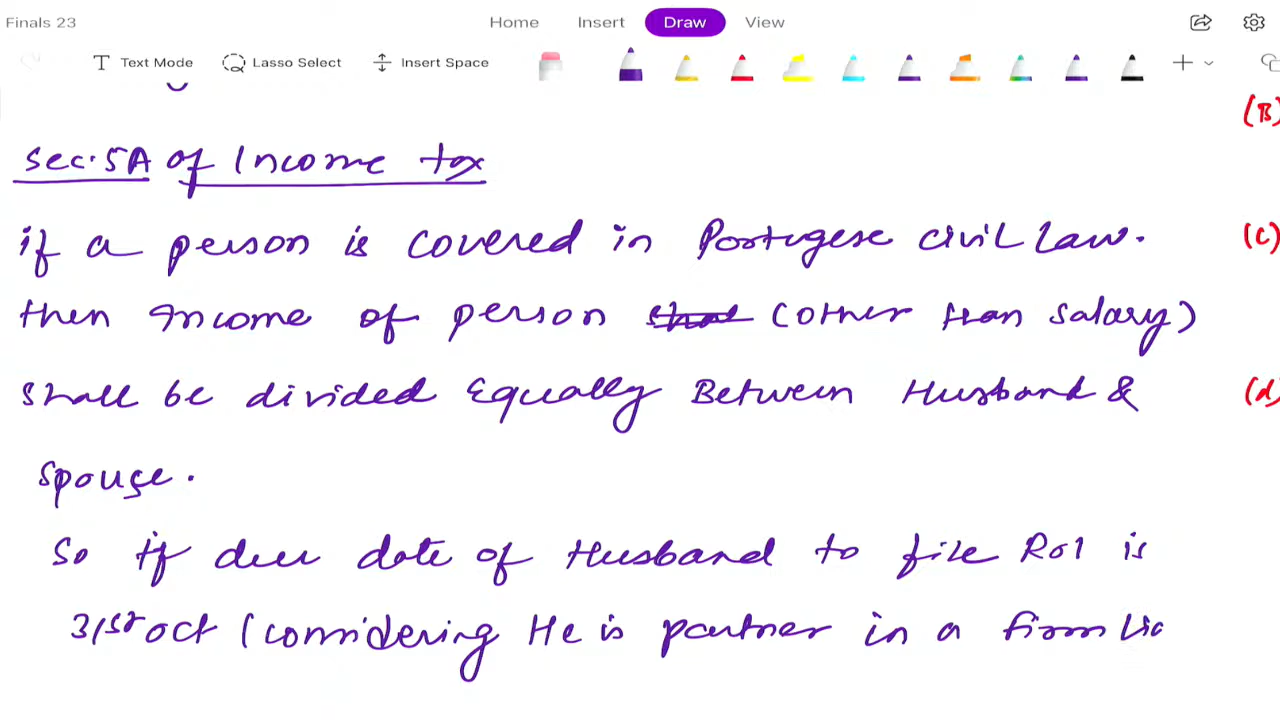 Finals 23
Home Insert Draw View
Text Mode Lasso Select Insert Space
(B)
Sec.5A of Income tax
if a person is covered in Portugese civil law. (C)
then Income of person (other than salary)
shall be divided Equally Between Husband & (d)
spouse.
So if due date of Husband to file ROI is
31st oct (considering He is partner in a firm lia